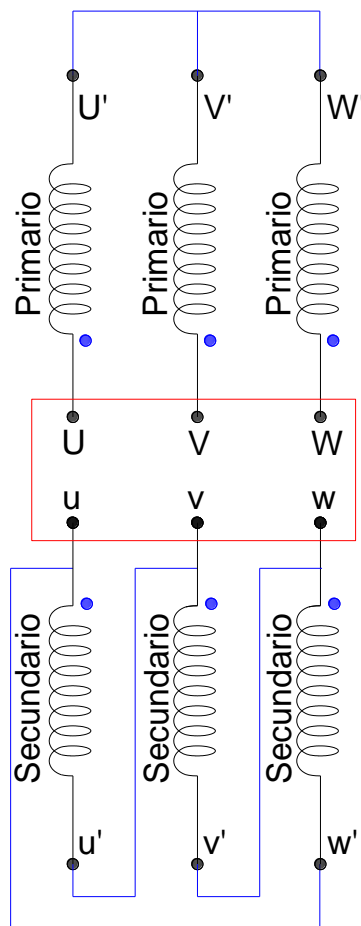 U' V' W'
Primario Primario Primario
U V W
u v w
Secundario Secundario Secundario
u' v' w'